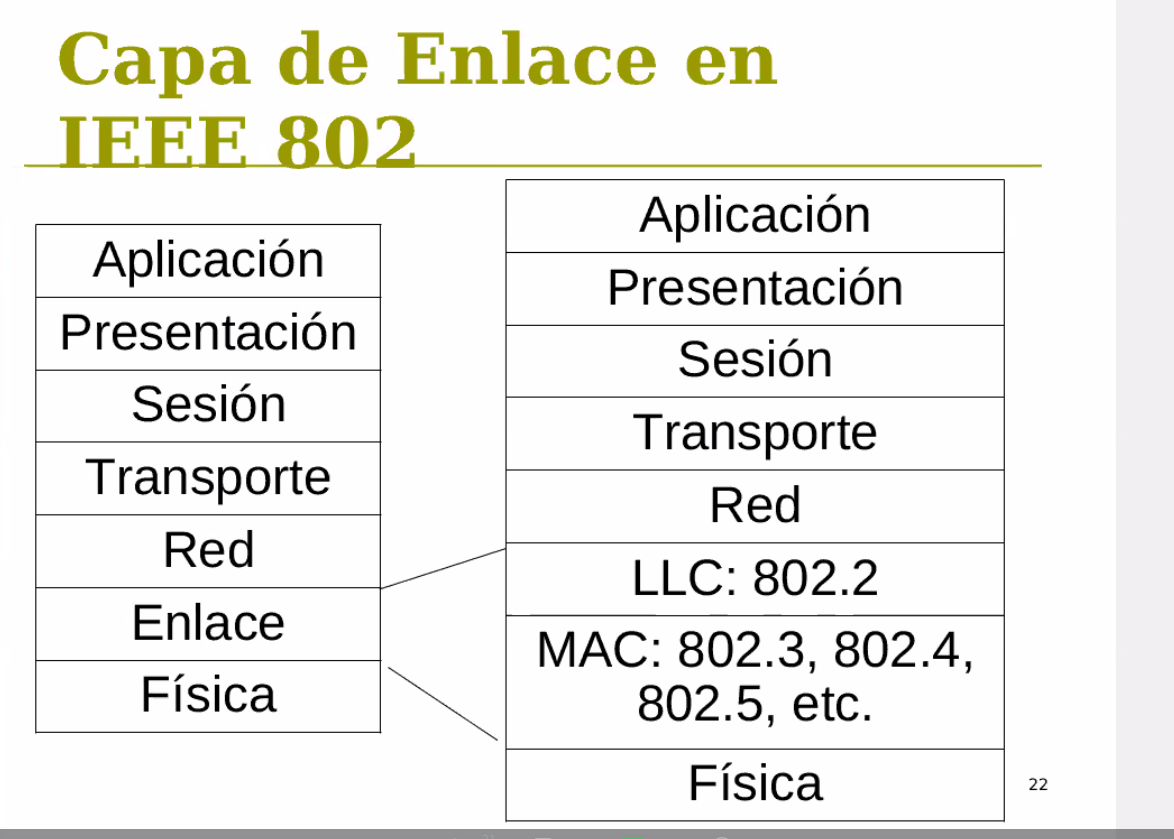 Capa de Enlace en
IEEE 802
Aplicación
Presentación
Sesión
Transporte
Red
Enlace
Física
Aplicación
Presentación
Sesión
Transporte
Red
LLC: 802.2
MAC: 802.3, 802.4,
802.5, etc.
Física
22